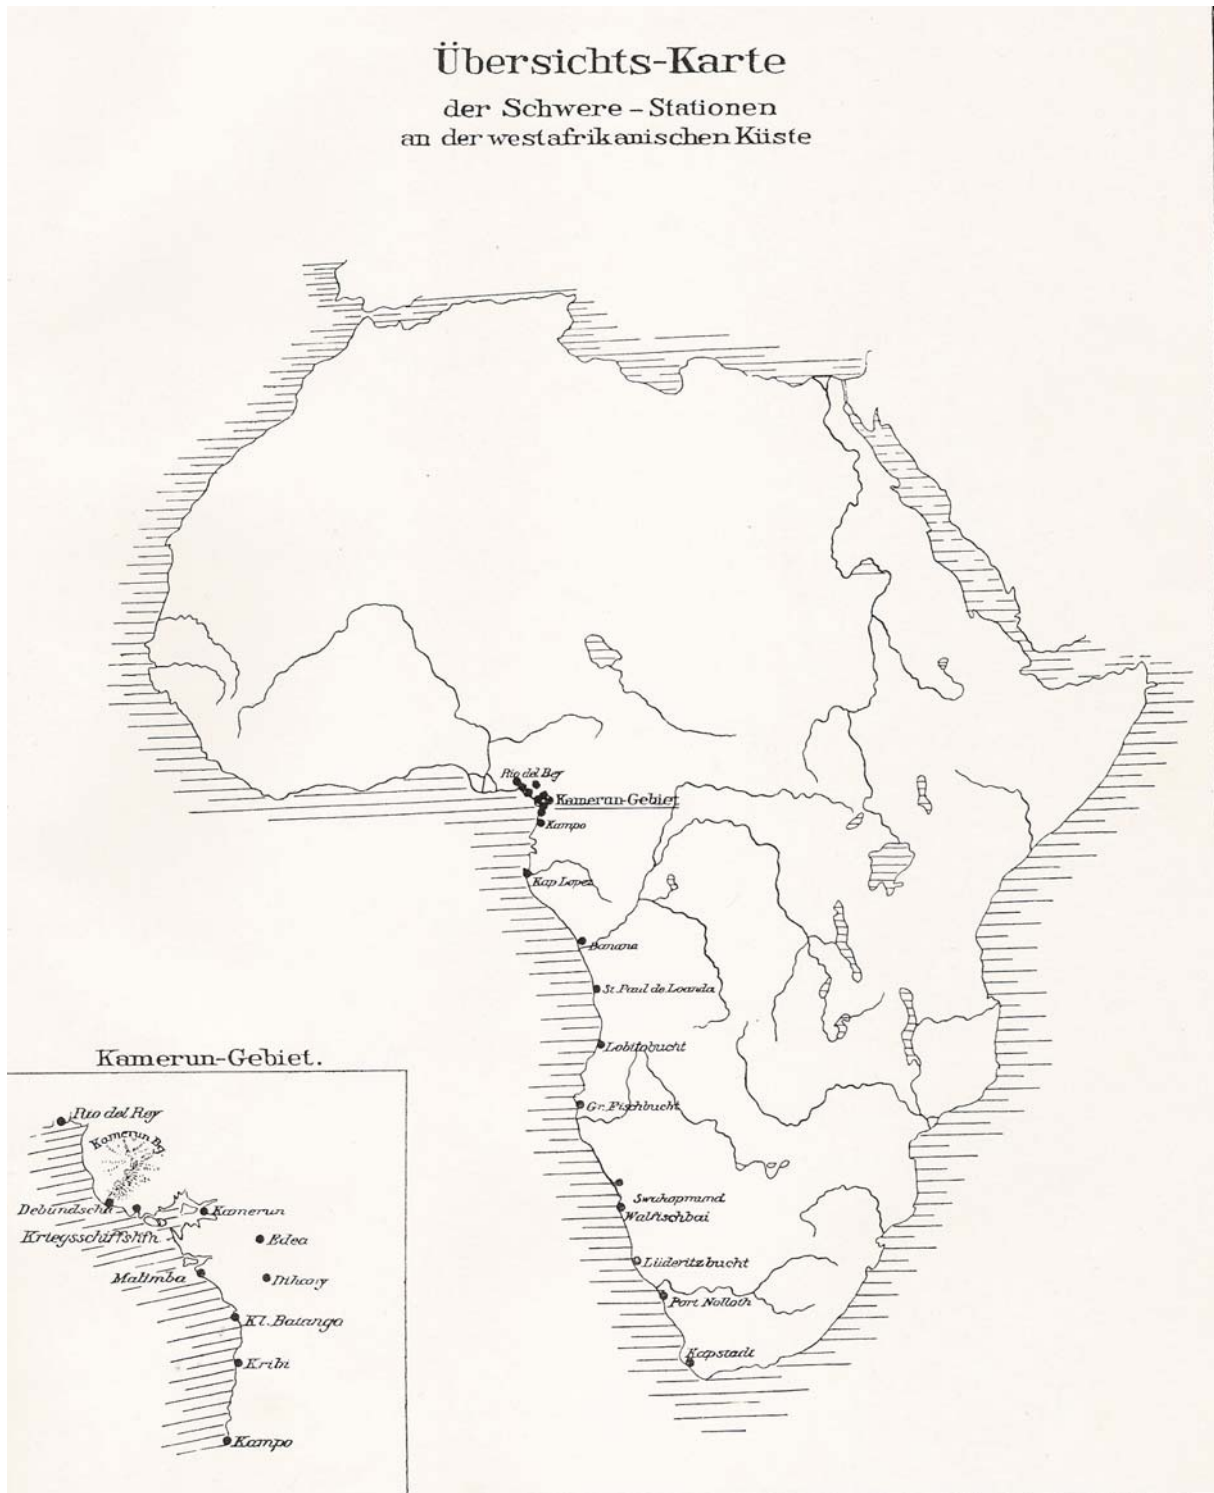 Übersichts-Karte
der Schwere-Stationen
an der westafrikanischen Küste
Rio del Rey
Kamerun-Gebiet
Kampo
Kap Lopez
Banana
St. Paul de Loanda
Lobitobucht
Gr. Fischbucht
Swakopmund
Walfischbai
Lüderitzbucht
Port Nolloth
Kapstadt
Kamerun-Gebiet.
Rio del Rey
Kamerun Bg.
Debundscha
Kamerun
Kriegsschiffshfn.
Edea
Malimba
Kl. Batanga
Kribi
Kampo